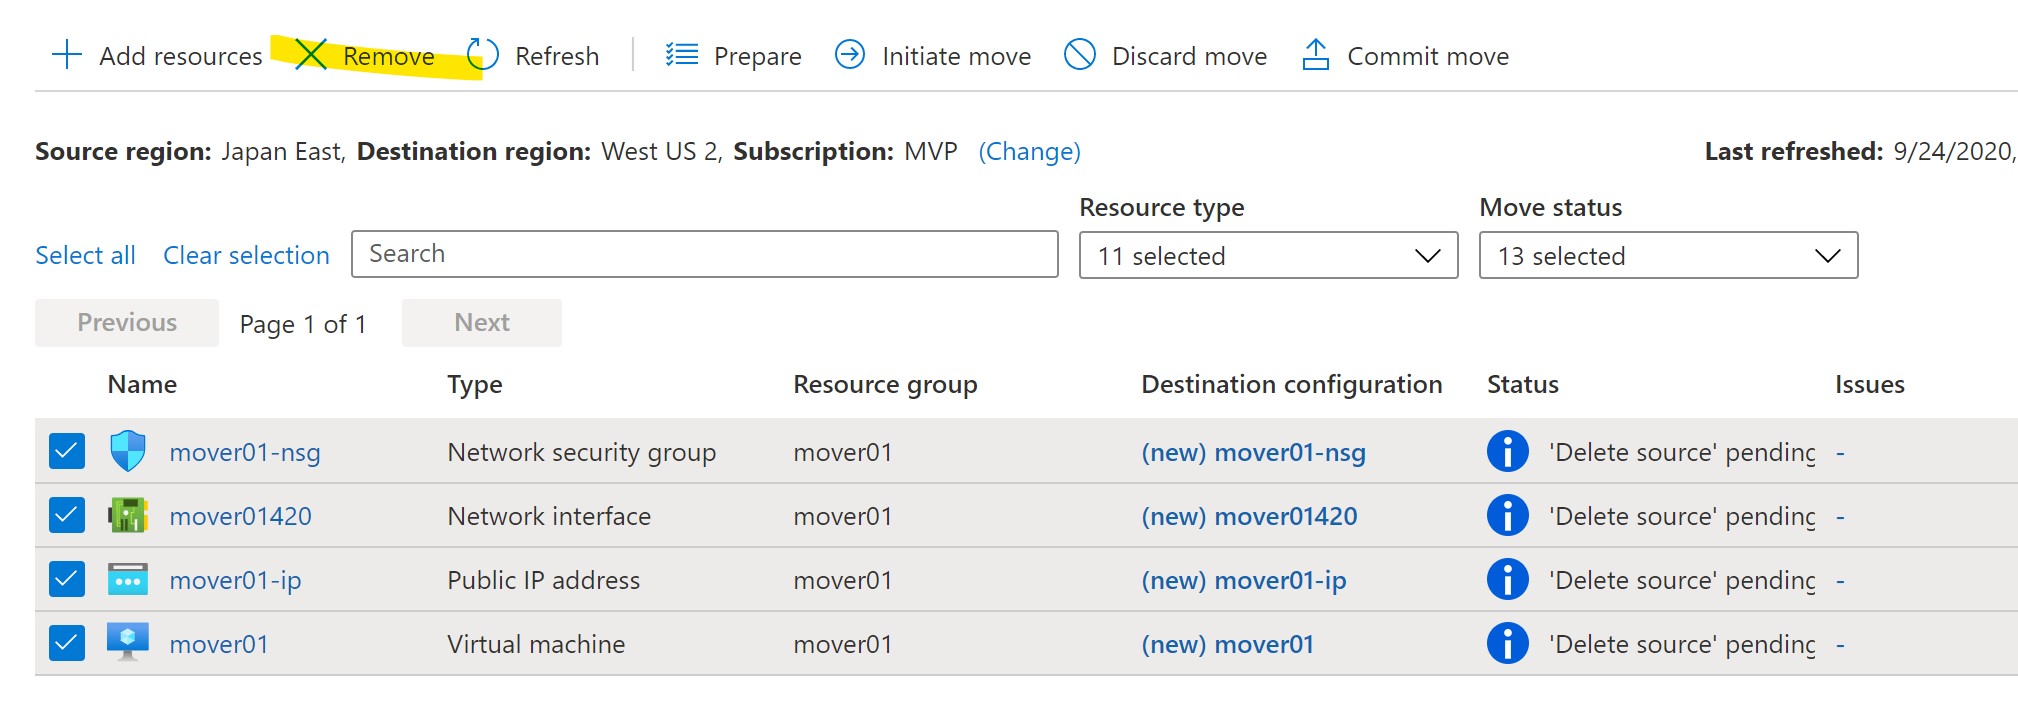 Add resources Remove Refresh Prepare Initiate move Discard move Commit move
Source region: Japan East, Destination region: West US 2, Subscription: MVP (Change) Last refreshed: 9/24/2020,
Resource type Move status
Select all Clear selection Search 11 selected 13 selected
Previous Page 1 of 1 Next
Name Type Resource group Destination configuration Status Issues
mover01-nsg Network security group mover01 (new) mover01-nsg 'Delete source' pending -
mover01420 Network interface mover01 (new) mover01420 'Delete source' pending -
mover01-ip Public IP address mover01 (new) mover01-ip 'Delete source' pending -
mover01 Virtual machine mover01 (new) mover01 'Delete source' pending -